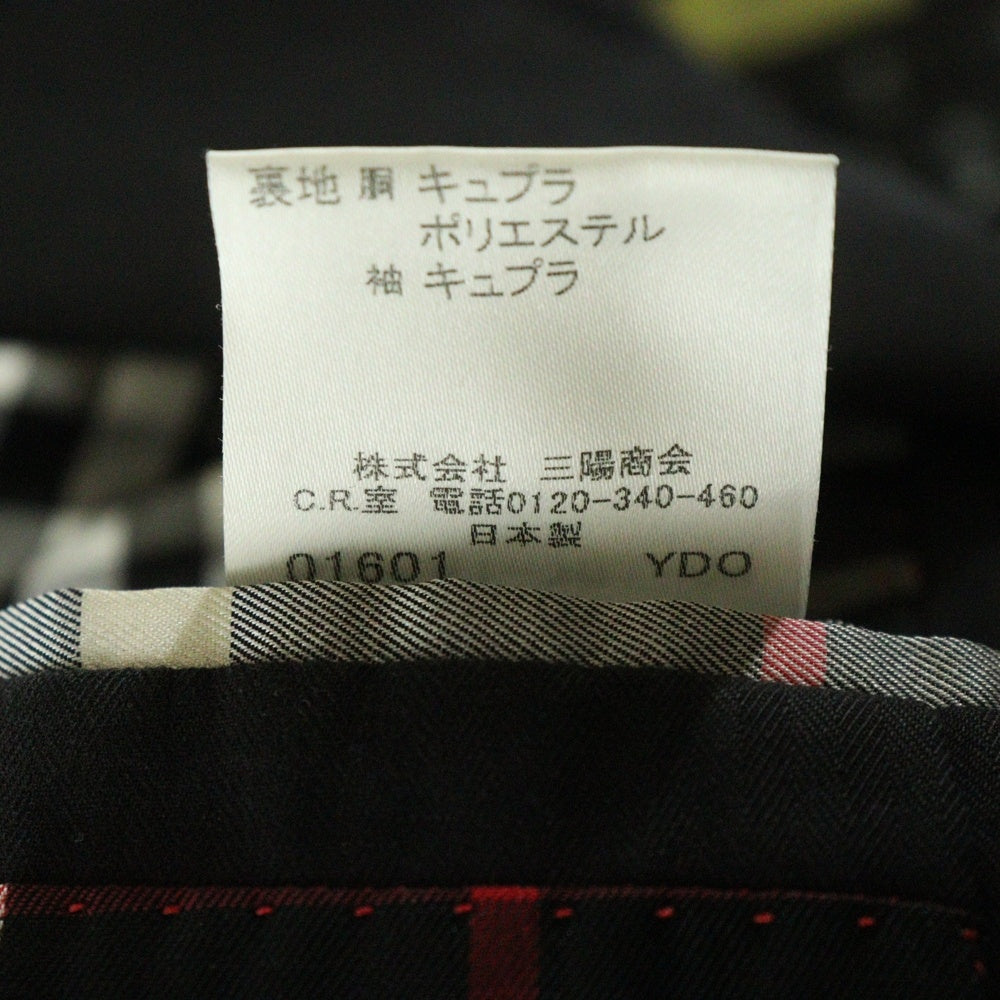 裏地 胴 キュプラ
ポリエステル
袖 キュプラ
株式会社 三陽商会
C.R.室 電話0120-340-460
日本製
01601 YDO